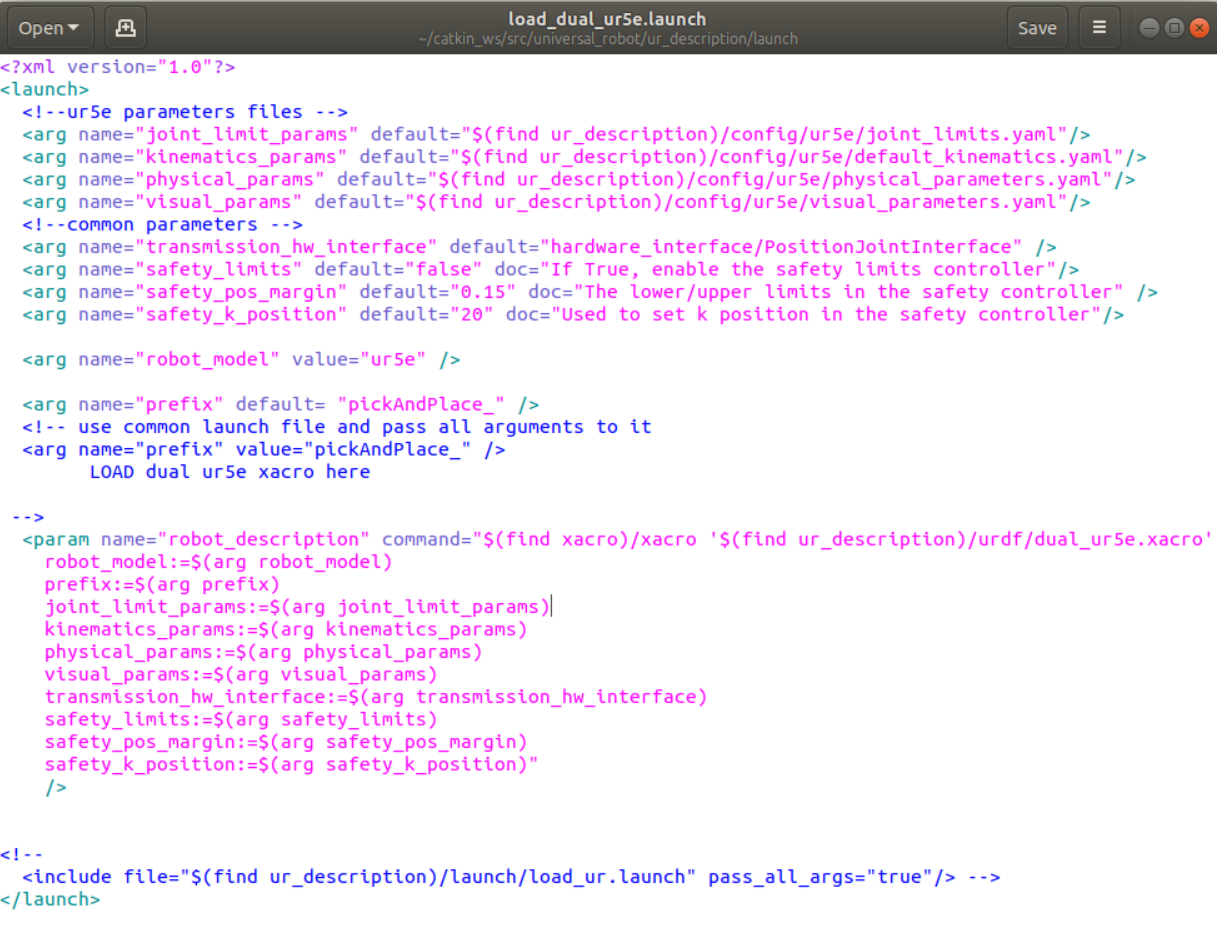 Open
load_dual_ur5e.launch
~/catkin_ws/src/universal_robot/ur_description/launch
Save
<?xml version="1.0"?>
<launch>
  <!--ur5e parameters files -->
  <arg name="joint_limit_params" default="$(find ur_description)/config/ur5e/joint_limits.yaml"/>
  <arg name="kinematics_params" default="$(find ur_description)/config/ur5e/default_kinematics.yaml"/>
  <arg name="physical_params" default="$(find ur_description)/config/ur5e/physical_parameters.yaml"/>
  <arg name="visual_params" default="$(find ur_description)/config/ur5e/visual_parameters.yaml"/>
  <!--common parameters -->
  <arg name="transmission_hw_interface" default="hardware_interface/PositionJointInterface" />
  <arg name="safety_limits" default="false" doc="If True, enable the safety limits controller"/>
  <arg name="safety_pos_margin" default="0.15" doc="The lower/upper limits in the safety controller" />
  <arg name="safety_k_position" default="20" doc="Used to set k position in the safety controller"/>
  <arg name="robot_model" value="ur5e" />
  <arg name="prefix" default= "pickAndPlace_" />
  <!-- use common launch file and pass all arguments to it
  <arg name="prefix" value="pickAndPlace_" />
        LOAD dual ur5e xacro here
 -->
  <param name="robot_description" command="$(find xacro)/xacro '$(find ur_description)/urdf/dual_ur5e.xacro'
    robot_model:=$(arg robot_model)
    prefix:=$(arg prefix)
    joint_limit_params:=$(arg joint_limit_params)
    kinematics_params:=$(arg kinematics_params)
    physical_params:=$(arg physical_params)
    visual_params:=$(arg visual_params)
    transmission_hw_interface:=$(arg transmission_hw_interface)
    safety_limits:=$(arg safety_limits)
    safety_pos_margin:=$(arg safety_pos_margin)
    safety_k_position:=$(arg safety_k_position)"
    />
<!--
  <include file="$(find ur_description)/launch/load_ur.launch" pass_all_args="true"/> -->
</launch>